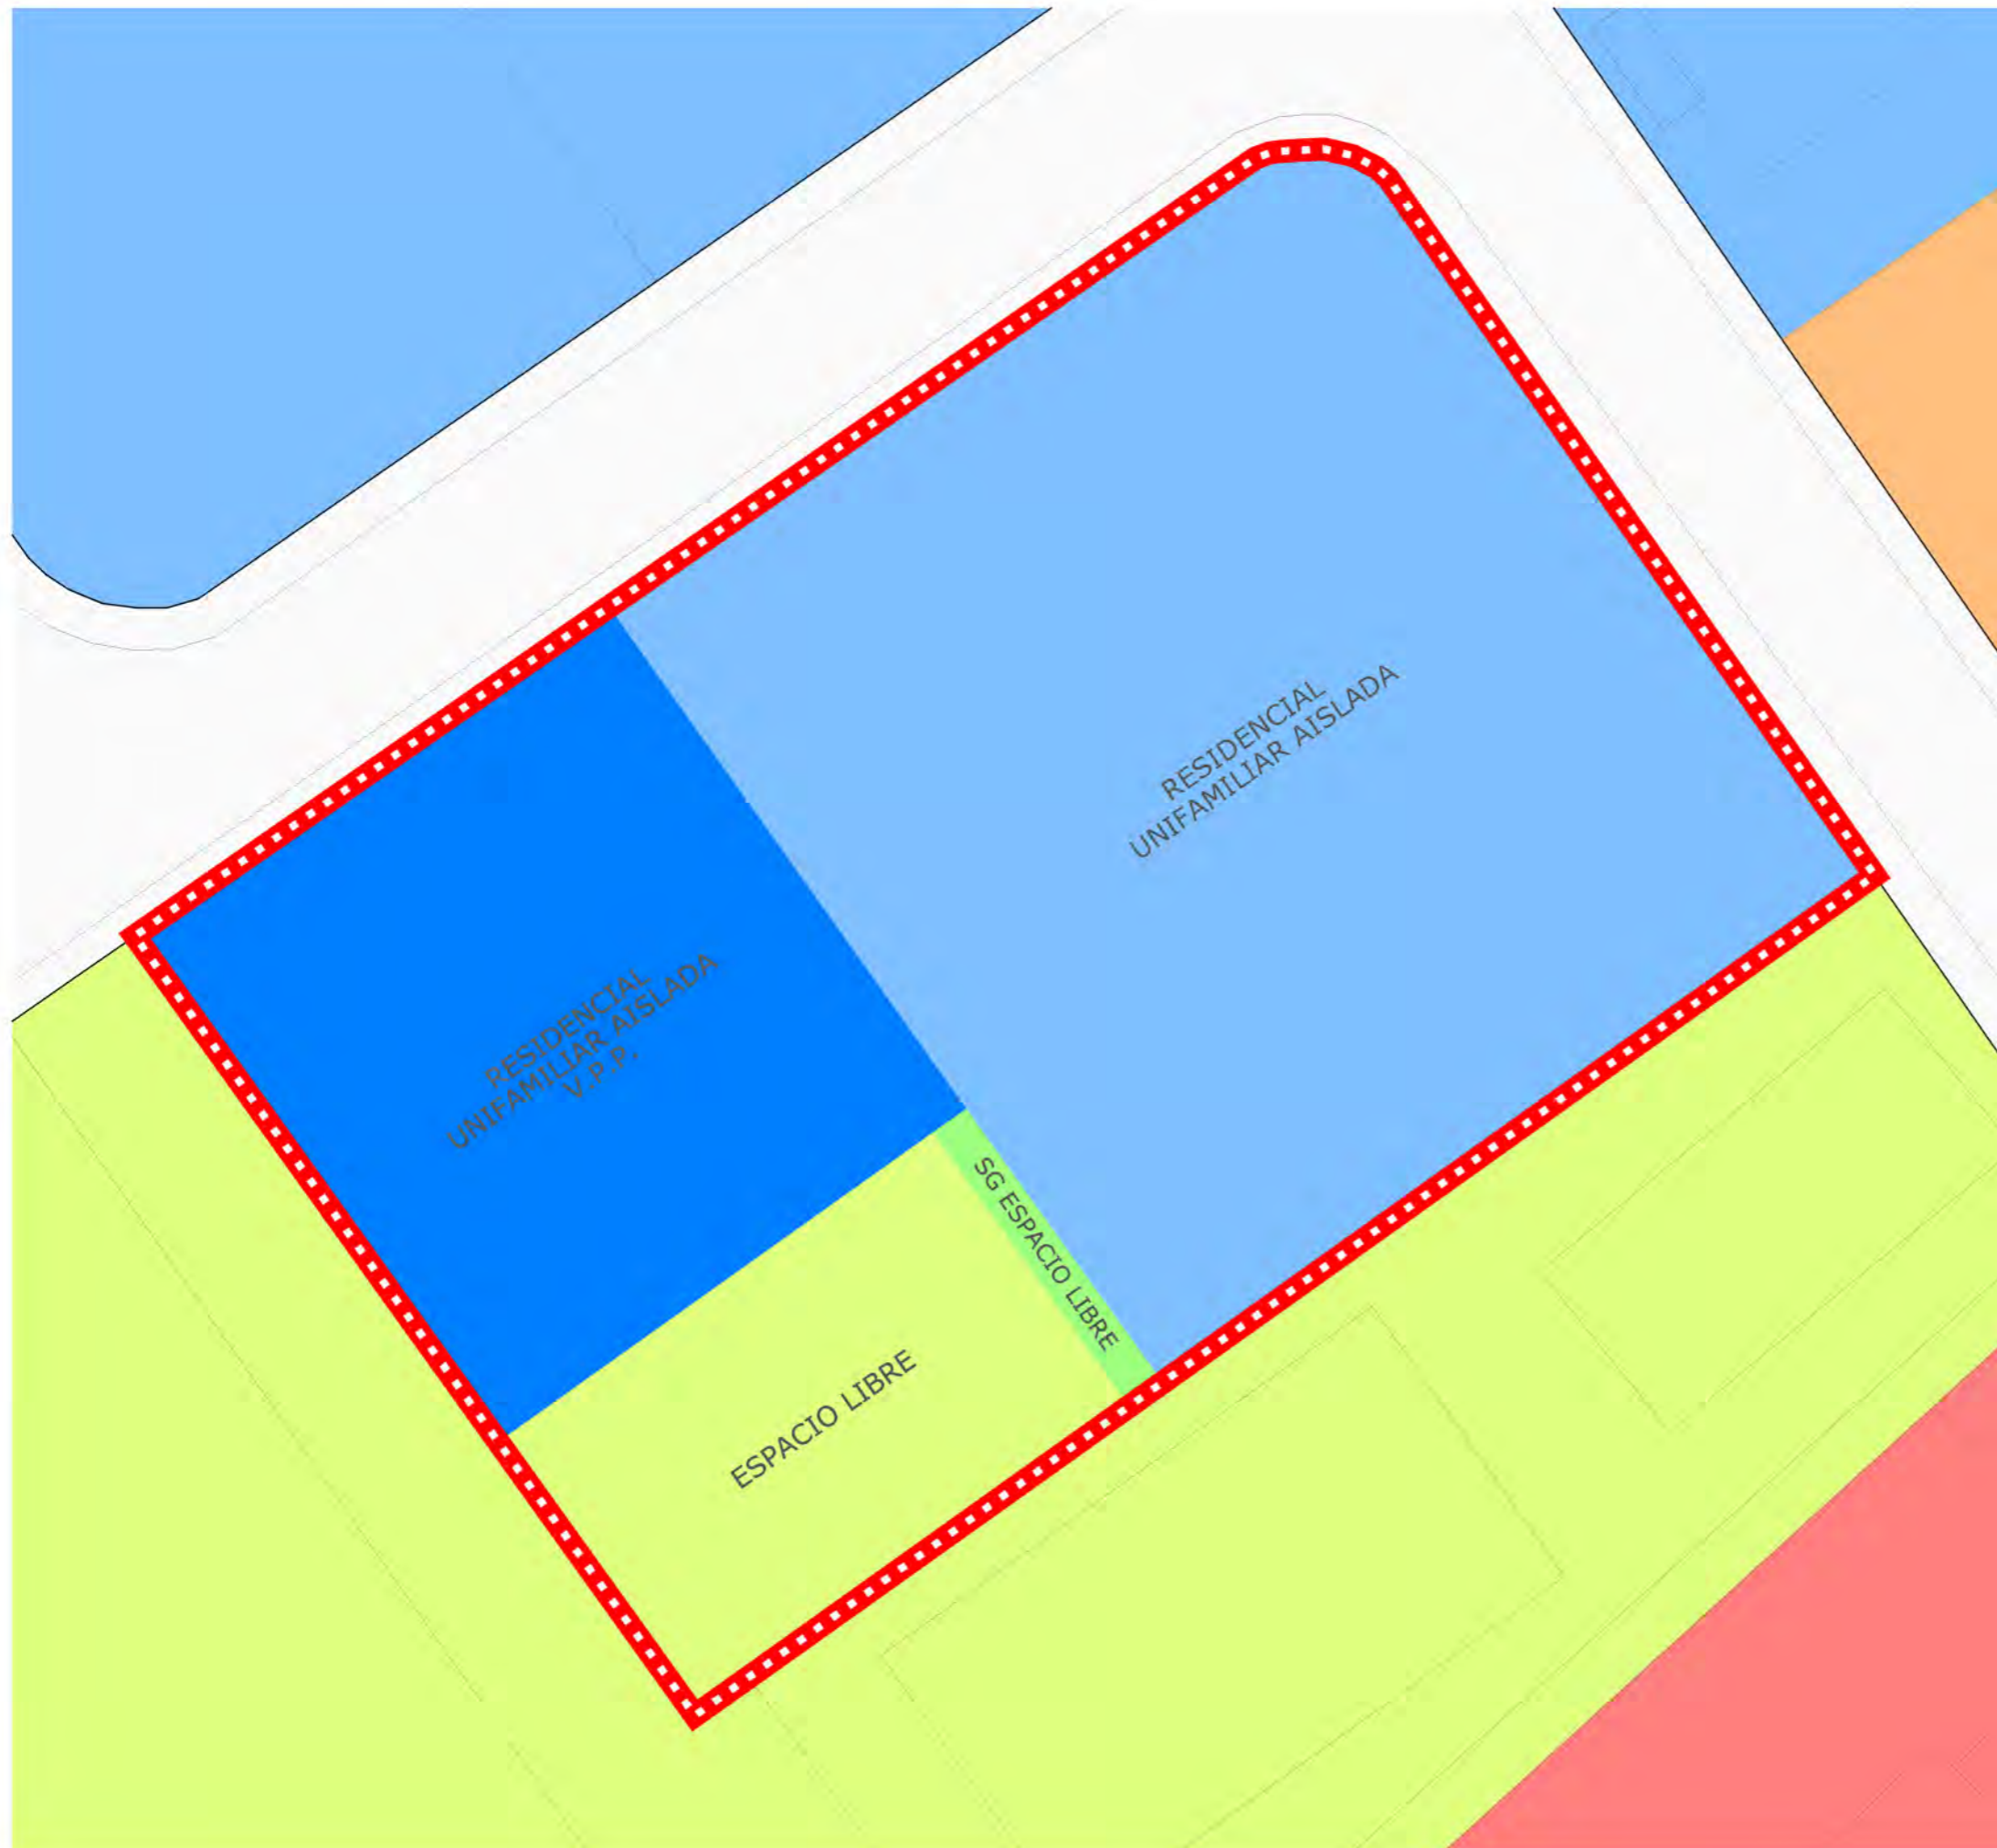 RESIDENCIAL
UNIFAMILIAR AISLADA
RESIDENCIAL
UNIFAMILIAR AISLADA
V.P.P.
SG ESPACIO LIBRE
ESPACIO LIBRE